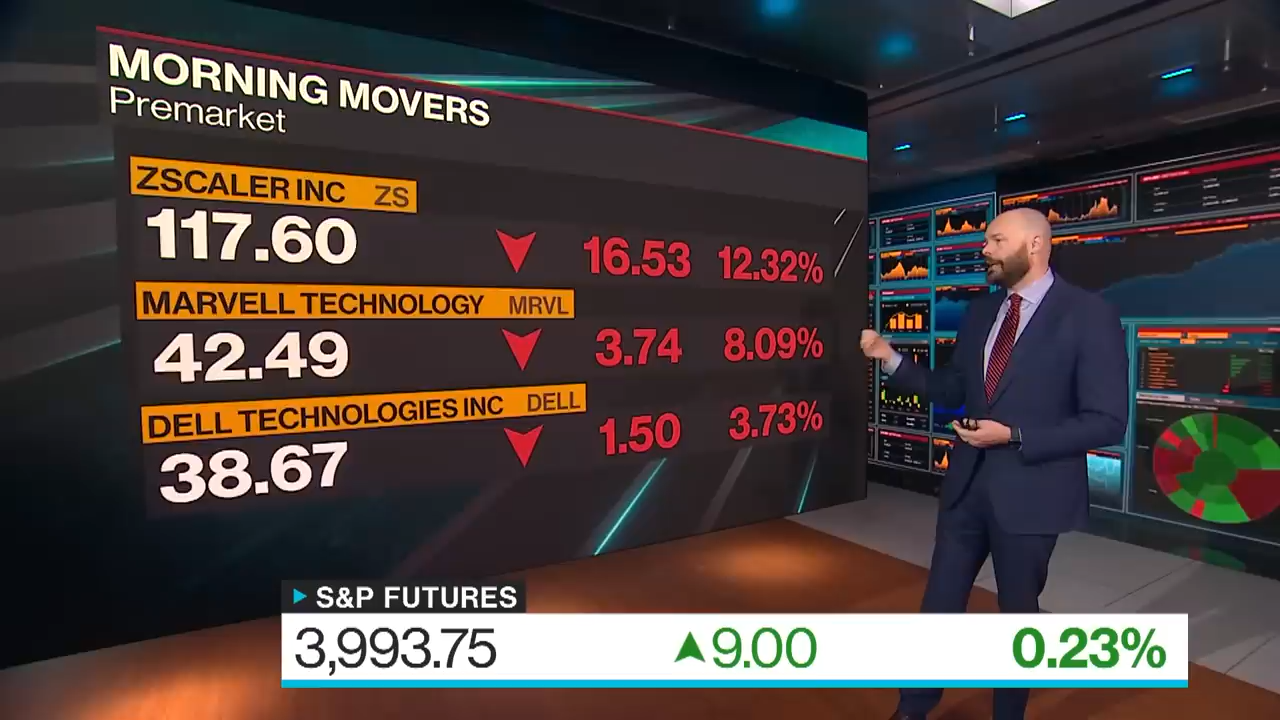 MORNING MOVERS
Premarket
ZSCALER INC ZS
117.60 ▼ 16.53 12.32%
MARVELL TECHNOLOGY MRVL
42.49 ▼ 3.74 8.09%
DELL TECHNOLOGIES INC DELL
38.67 ▼ 1.50 3.73%
S&P FUTURES
3,993.75 ▲9.00 0.23%